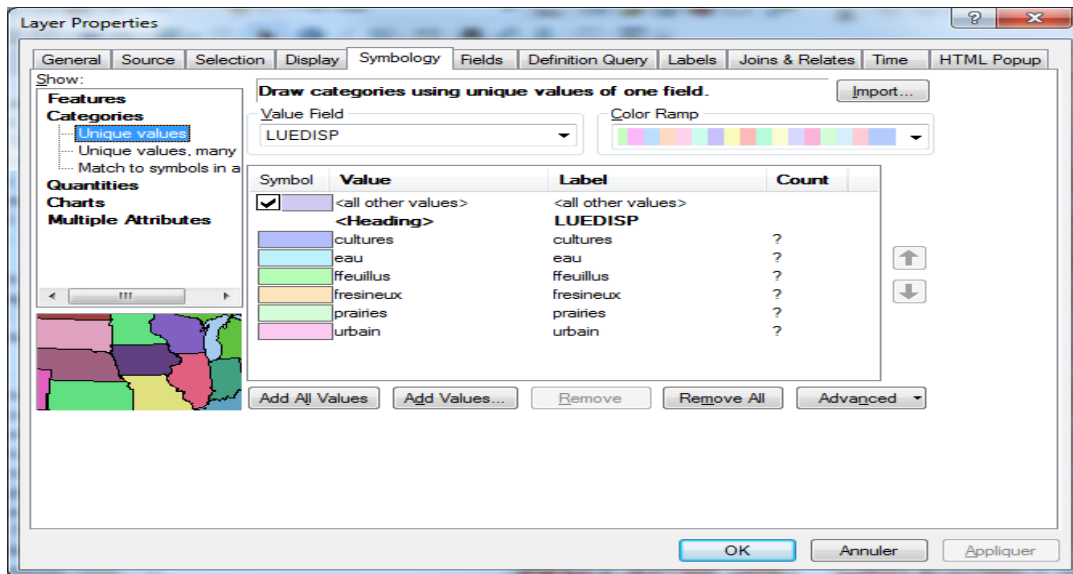 Layer Properties
General Source Selection Display Symbology Fields Definition Query Labels Joins & Relates Time HTML Popup
Show:
Features
Categories
Unique values
Unique values, many
Match to symbols in a
Quantities
Charts
Multiple Attributes
Draw categories using unique values of one field.
Import...
Value Field
LUEDISP
Color Ramp
Symbol Value Label Count
<all other values> <all other values>
<Heading> LUEDISP
cultures cultures ?
eau eau ?
ffeuillus ffeuillus ?
fresineux fresineux ?
prairies prairies ?
urbain urbain ?
Add All Values Add Values... Remove Remove All Advanced
OK Annuler Appliquer